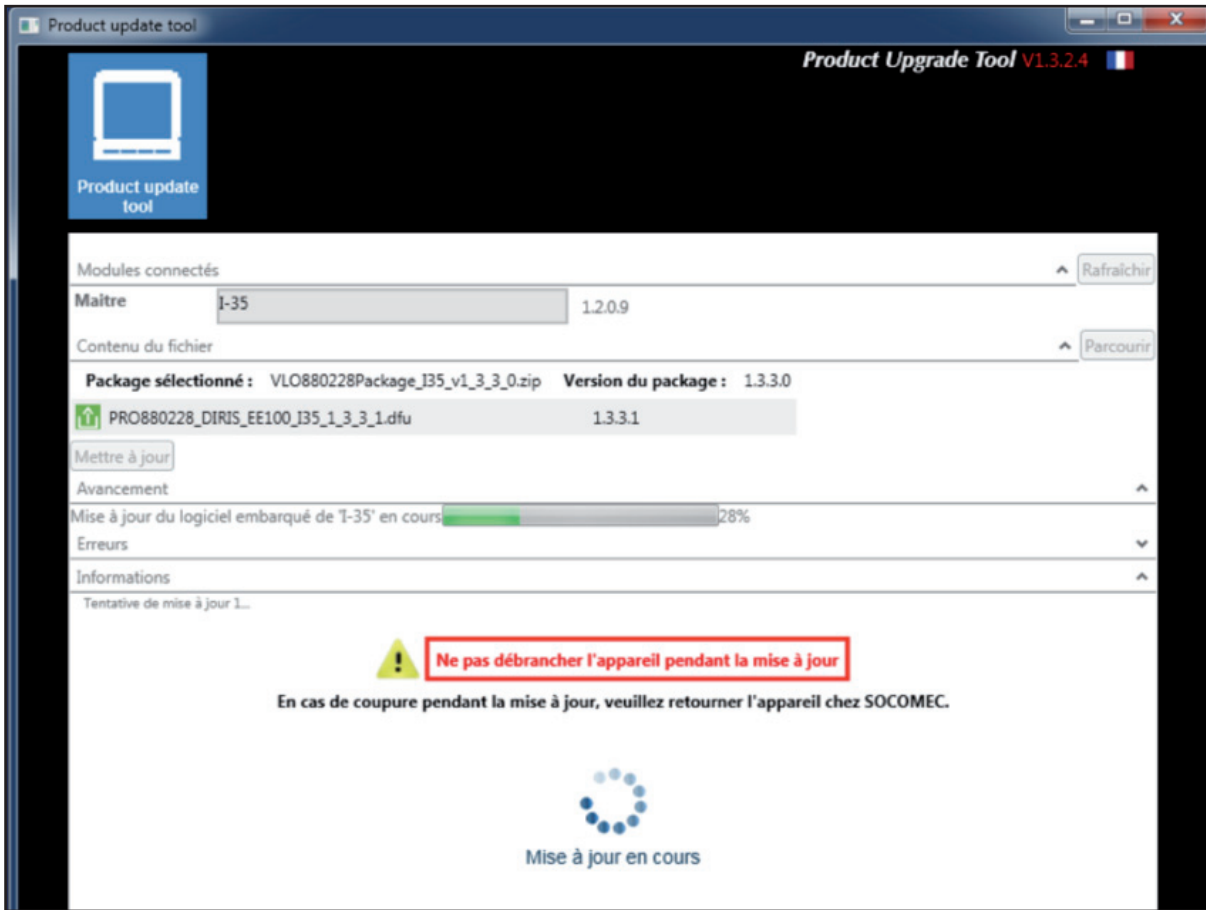 Product update tool
Product Upgrade Tool V1.3.2.4
Product update
tool
Modules connectés
Rafraîchir
Maitre I-35 1.2.0.9
Contenu du fichier
Parcourir
Package sélectionné : VLO880228Package_I35_v1_3_3_0.zip Version du package : 1.3.3.0
PRO880228_DIRIS_EE100_I35_1_3_3_1.dfu 1.3.3.1
Mettre à jour
Avancement
Mise à jour du logiciel embarqué de 'I-35' en cours 28%
Erreurs
Informations
Tentative de mise à jour 1...
Ne pas débrancher l'appareil pendant la mise à jour
En cas de coupure pendant la mise à jour, veuillez retourner l'appareil chez SOCOMEC.
Mise à jour en cours